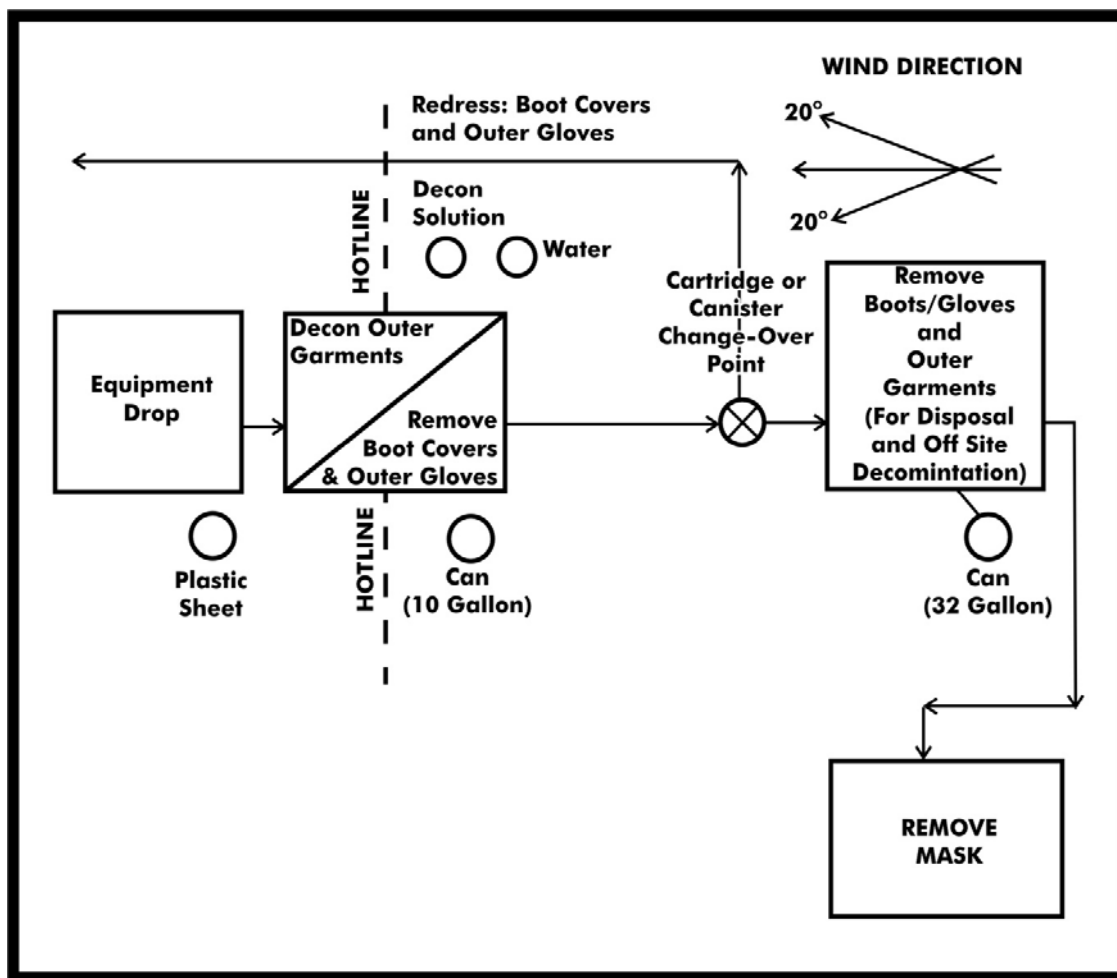 WIND DIRECTION
20°
20°
Redress: Boot Covers
and Outer Gloves
HOTLINE
Decon
Solution
Water
Equipment
Drop
Decon Outer
Garments
Remove
Boot Covers
& Outer Gloves
Cartridge or
Canister
Change-Over
Point
Remove
Boots/Gloves
and
Outer
Garments
(For Disposal
and Off Site
Decomintation)
Plastic
Sheet
HOTLINE
Can
(10 Gallon)
Can
(32 Gallon)
REMOVE
MASK